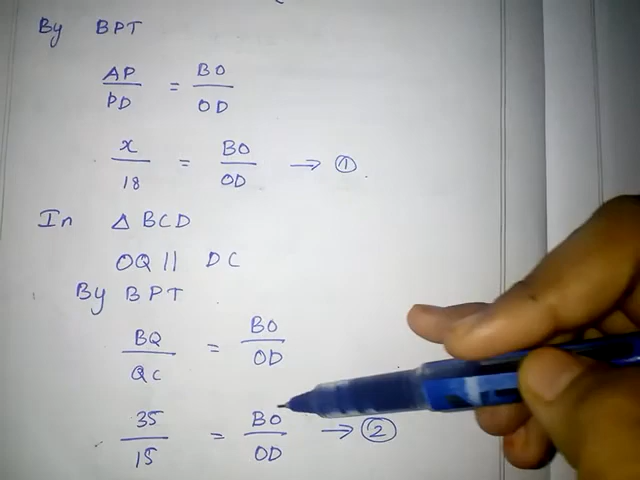 By BPT
AP/PD = BO/OD
x/18 = BO/OD → ①.
In △ BCD
OQ || DC
By BPT
BQ/QC = BO/OD
35/15 = BO/OD → ②